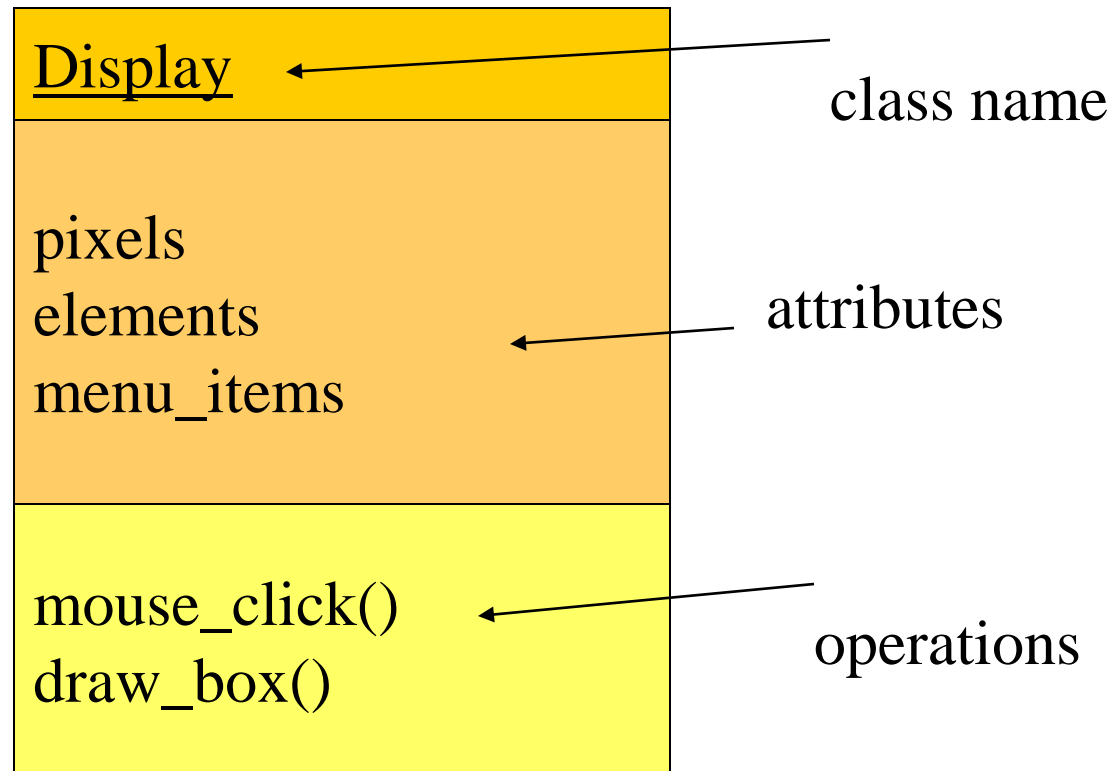 Display
class name
pixels
elements
menu_items
attributes
mouse_click()
draw_box()
operations